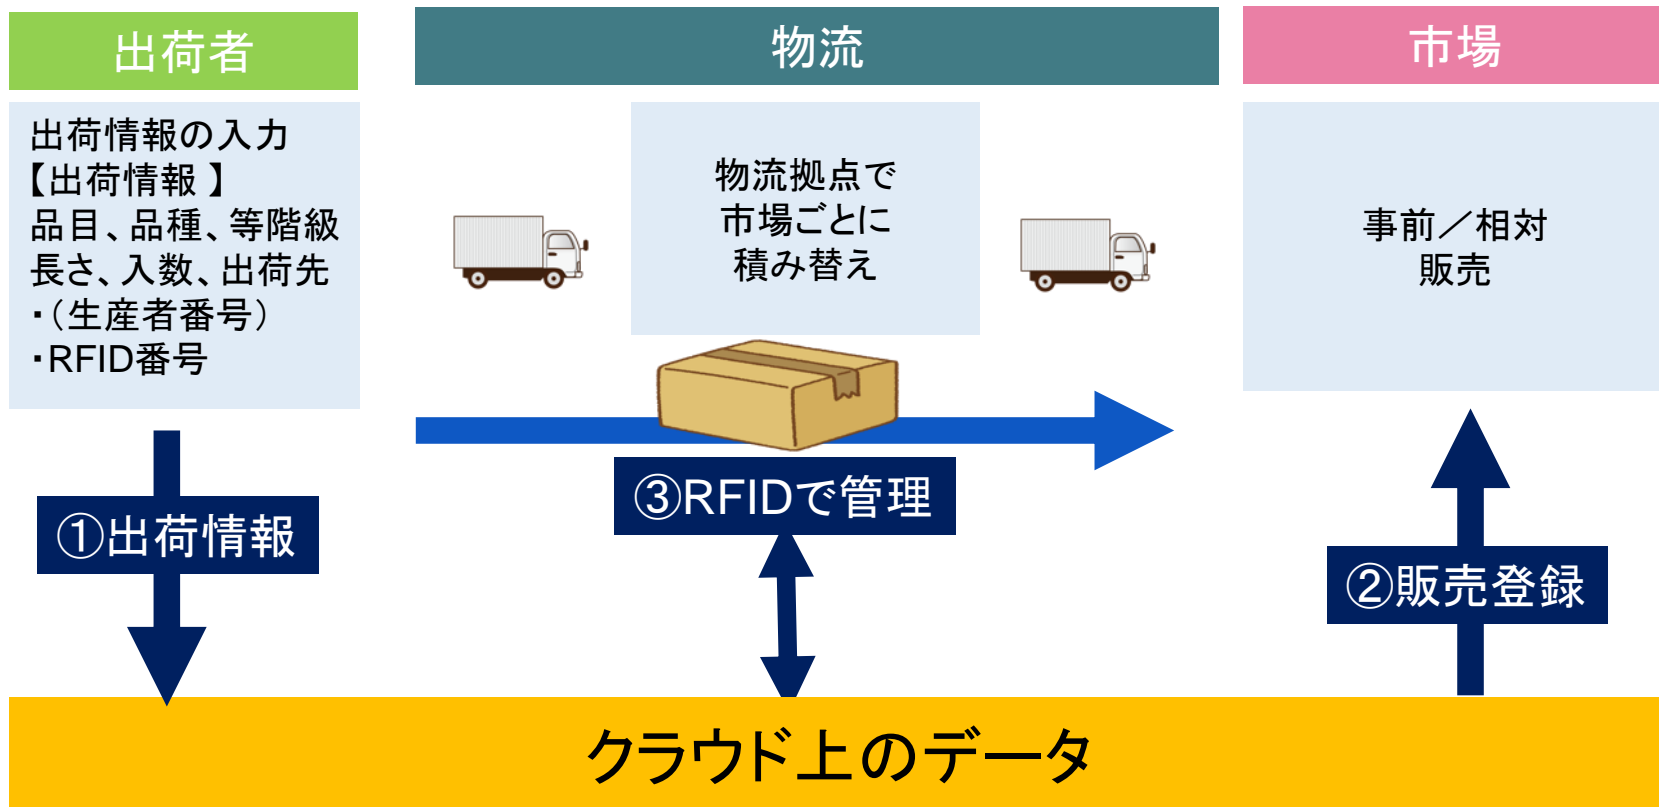 出荷者
物流
市場
出荷情報の入力
【出荷情報 】
品目、品種、等階級
長さ、入数、出荷先
・（生産者番号）
・RFID番号
物流拠点で
市場ごとに
積み替え
事前／相対
販売
①出荷情報
③RFIDで管理
②販売登録
クラウド上のデータ